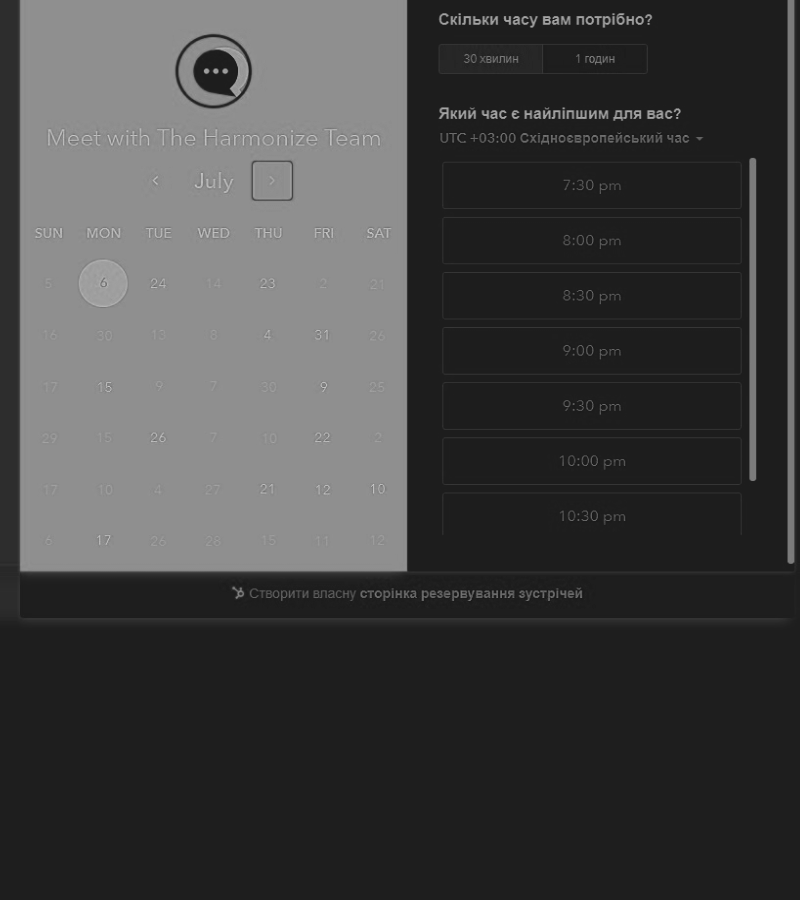 Meet with The Harmonize Team
July
SUN MON TUE WED THU FRI SAT
5 6 24 14 23 2 21
16 30 13 8 4 31 26
17 15 9 7 30 9 25
29 15 26 7 10 22 2
17 10 4 27 21 12 10
6 17 26 28 15 11 12
Скільки часу вам потрібно?
30 хвилин 1 годин
Який час є найліпшим для вас?
UTC +03:00 Східноєвропейський час
7:30 pm
8:00 pm
8:30 pm
9:00 pm
9:30 pm
10:00 pm
10:30 pm
Створити власну сторінка резервування зустрічей